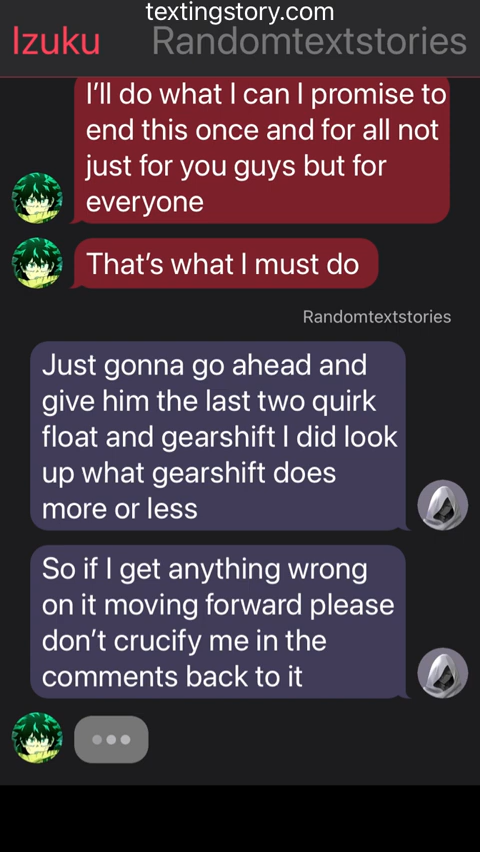 textingstory.com
Izuku Randomtextstories
I'll do what I can I promise to
end this once and for all not
just for you guys but for
everyone
That's what I must do
Randomtextstories
Just gonna go ahead and
give him the last two quirk
float and gearshift I did look
up what gearshift does
more or less
So if I get anything wrong
on it moving forward please
don't crucify me in the
comments back to it